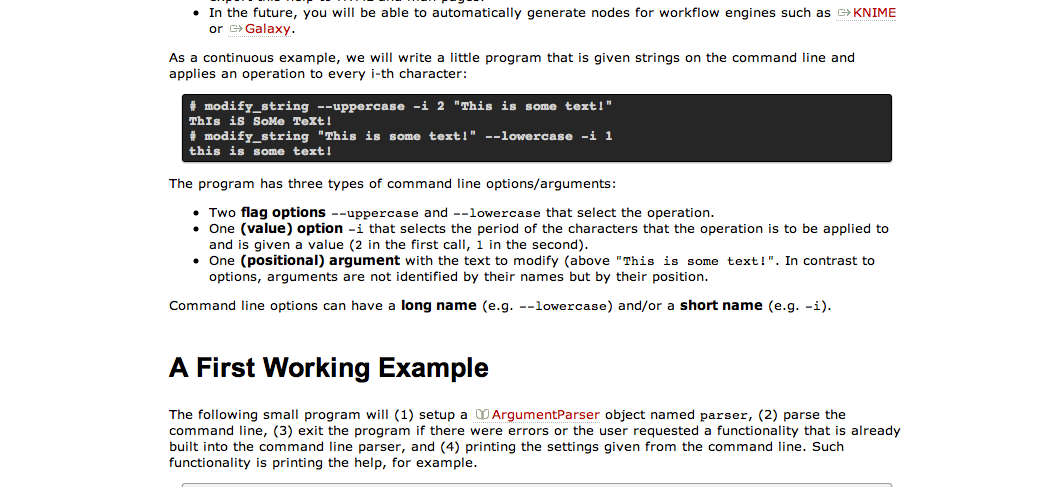 • In the future, you will be able to automatically generate nodes for workflow engines such as KNIME
or Galaxy.
As a continuous example, we will write a little program that is given strings on the command line and
applies an operation to every i-th character:
# modify_string --uppercase -i 2 "This is some text!"
ThIs iS SoMe TeXt!
# modify_string "This is some text!" --lowercase -i 1
this is some text!
The program has three types of command line options/arguments:
• Two flag options --uppercase and --lowercase that select the operation.
• One (value) option -i that selects the period of the characters that the operation is to be applied to
and is given a value (2 in the first call, 1 in the second).
• One (positional) argument with the text to modify (above "This is some text!". In contrast to
options, arguments are not identified by their names but by their position.
Command line options can have a long name (e.g. --lowercase) and/or a short name (e.g. -i).
A First Working Example
The following small program will (1) setup a ArgumentParser object named parser, (2) parse the
command line, (3) exit the program if there were errors or the user requested a functionality that is already
built into the command line parser, and (4) printing the settings given from the command line. Such
functionality is printing the help, for example.